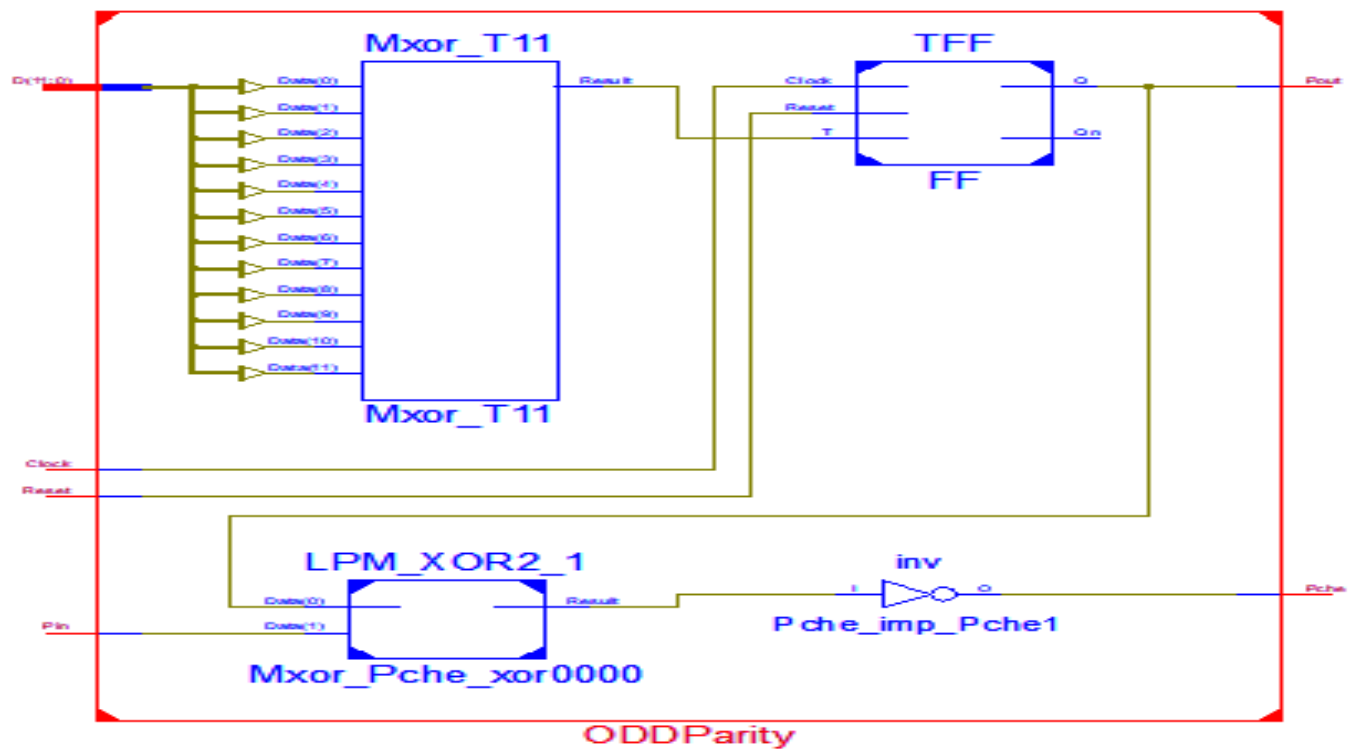 Mxor_T11
TFF
D(11:0)
Data(0)
Result
Clock
Q
Pout
Data(1)
Reset
Data(2)
T
Qn
Data(3)
FF
Data(4)
Data(5)
Data(6)
Data(7)
Data(8)
Data(9)
Data(10)
Data(11)
Mxor_T11
Clock
Reset
LPM_XOR2_1
inv
Data(0)
Result
I
O
Pche
Pin
Data(1)
Pche_imp_Pche1
Mxor_Pche_xor0000
ODDParity